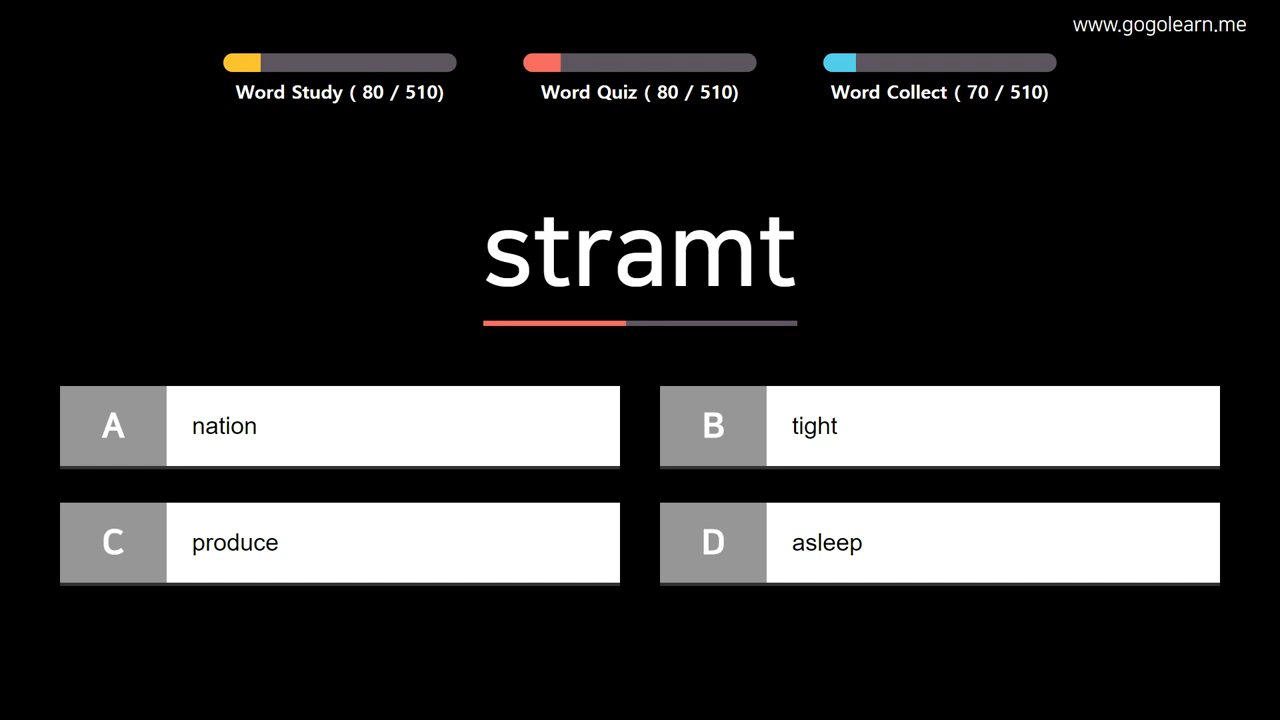 www.gogolearn.me
Word Study ( 80 / 510)
Word Quiz ( 80 / 510)
Word Collect ( 70 / 510)
stramt
A nation
B tight
C produce
D asleep